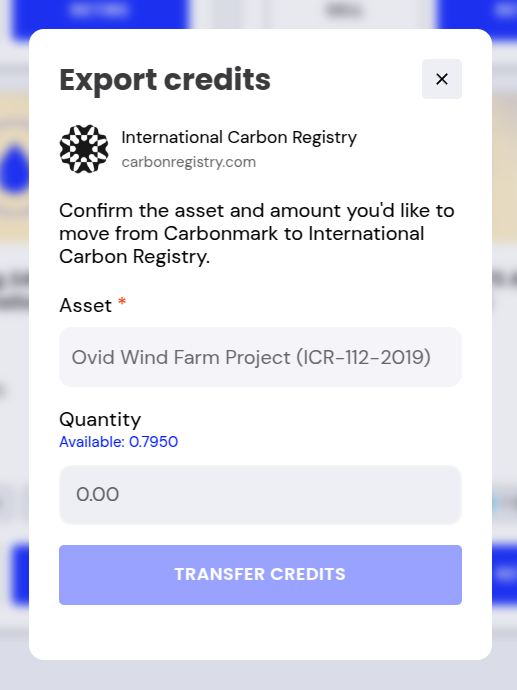 Export credits
International Carbon Registry
carbonregistry.com
Confirm the asset and amount you'd like to
move from Carbonmark to International
Carbon Registry.
Asset *
Ovid Wind Farm Project (ICR-112-2019)
Quantity
Available: 0.7950
0.00
TRANSFER CREDITS